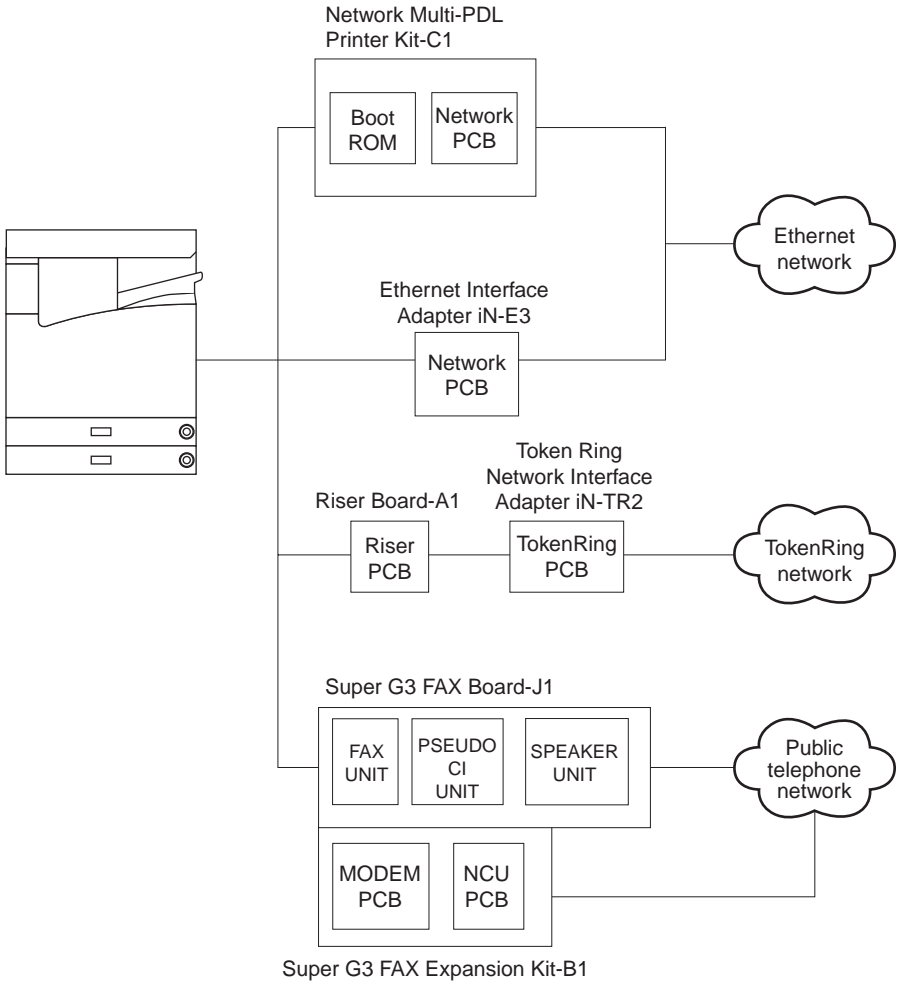 Network Multi-PDL
Printer Kit-C1
Boot
ROM
Network
PCB
Ethernet
network
Ethernet Interface
Adapter iN-E3
Network
PCB
Token Ring
Network Interface
Adapter iN-TR2
Riser Board-A1
Riser
PCB
TokenRing
PCB
TokenRing
network
Super G3 FAX Board-J1
FAX
UNIT
PSEUDO
CI
UNIT
SPEAKER
UNIT
Public
telephone
network
MODEM
PCB
NCU
PCB
Super G3 FAX Expansion Kit-B1